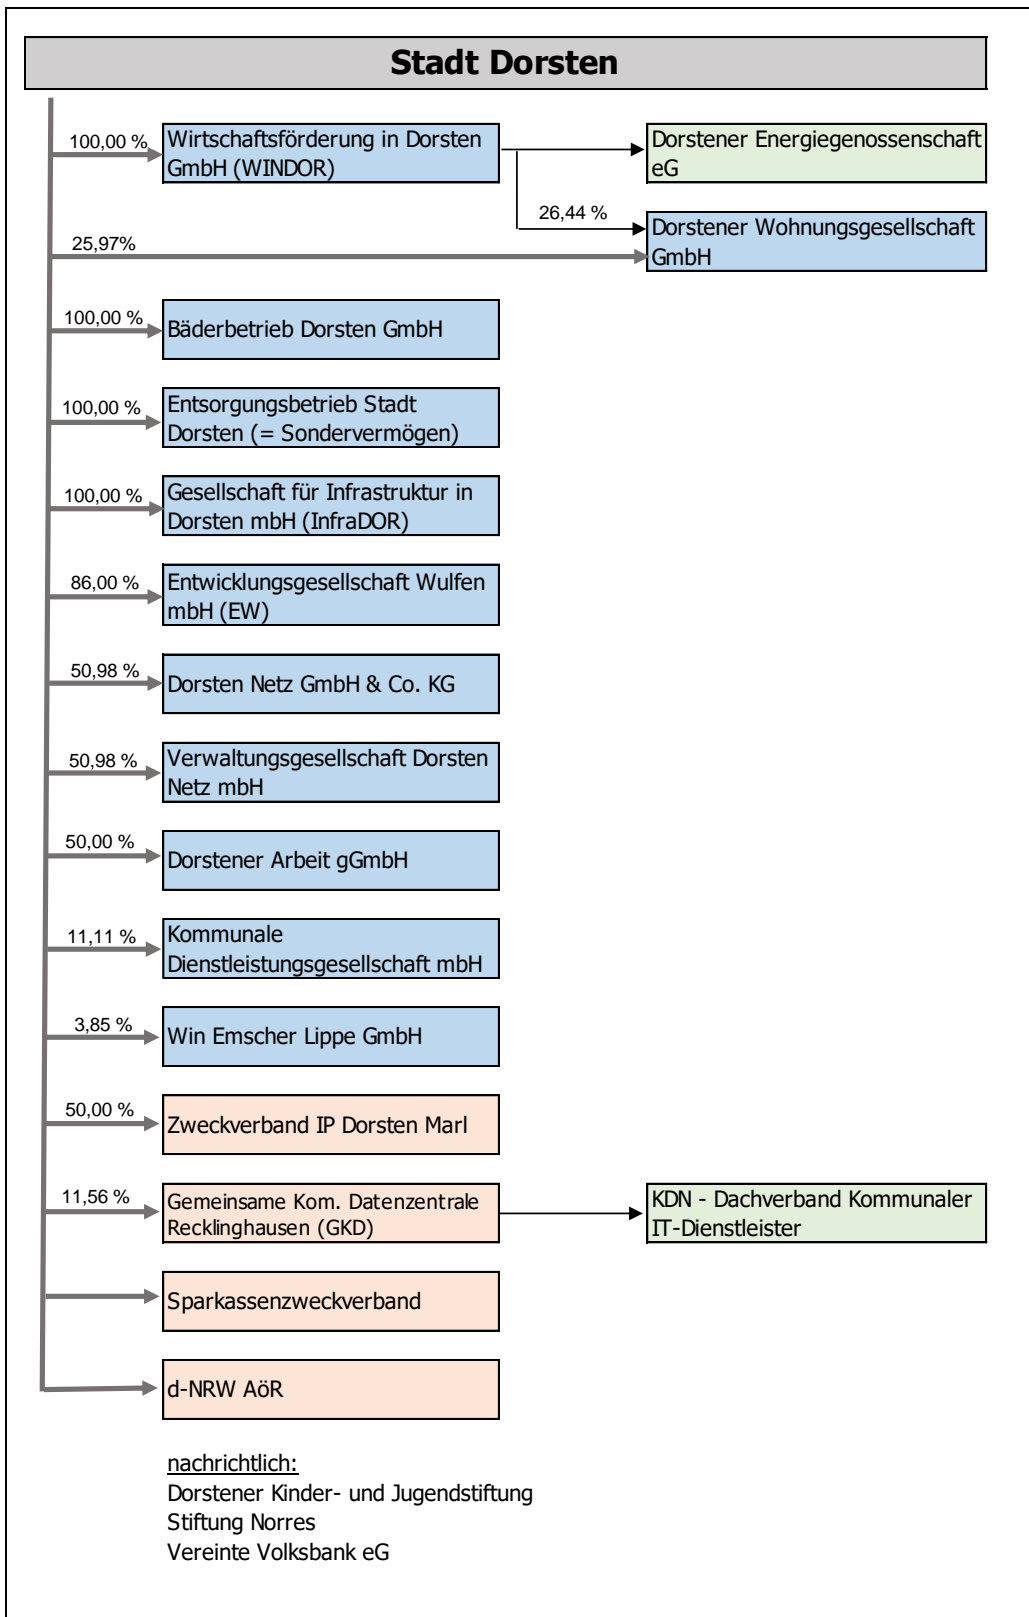 Stadt Dorsten
100,00 %
Wirtschaftsförderung in Dorsten
GmbH (WINDOR)
Dorstener Energiegenossenschaft
eG
26,44 %
25,97%
Dorstener Wohnungsgesellschaft
GmbH
100,00 %
Bäderbetrieb Dorsten GmbH
100,00 %
Entsorgungsbetrieb Stadt
Dorsten (= Sondervermögen)
100,00 %
Gesellschaft für Infrastruktur in
Dorsten mbH (InfraDOR)
86,00 %
Entwicklungsgesellschaft Wulfen
mbH (EW)
50,98 %
Dorsten Netz GmbH & Co. KG
50,98 %
Verwaltungsgesellschaft Dorsten
Netz mbH
50,00 %
Dorstener Arbeit gGmbH
11,11 %
Kommunale
Dienstleistungsgesellschaft mbH
3,85 %
Win Emscher Lippe GmbH
50,00 %
Zweckverband IP Dorsten Marl
11,56 %
Gemeinsame Kom. Datenzentrale
Recklinghausen (GKD)
KDN - Dachverband Kommunaler
IT-Dienstleister
Sparkassenzweckverband
d-NRW AöR
nachrichtlich:
Dorstener Kinder- und Jugendstiftung
Stiftung Norres
Vereinte Volksbank eG